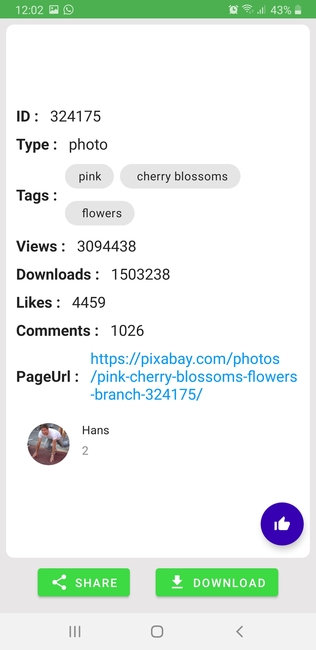 12:02 43%
ID : 324175
Type : photo
pink cherry blossoms
Tags :
flowers
Views : 3094438
Downloads : 1503238
Likes : 4459
Comments : 1026
https://pixabay.com/photos
PageUrl : /pink-cherry-blossoms-flowers
-branch-324175/
Hans
2
SHARE DOWNLOAD